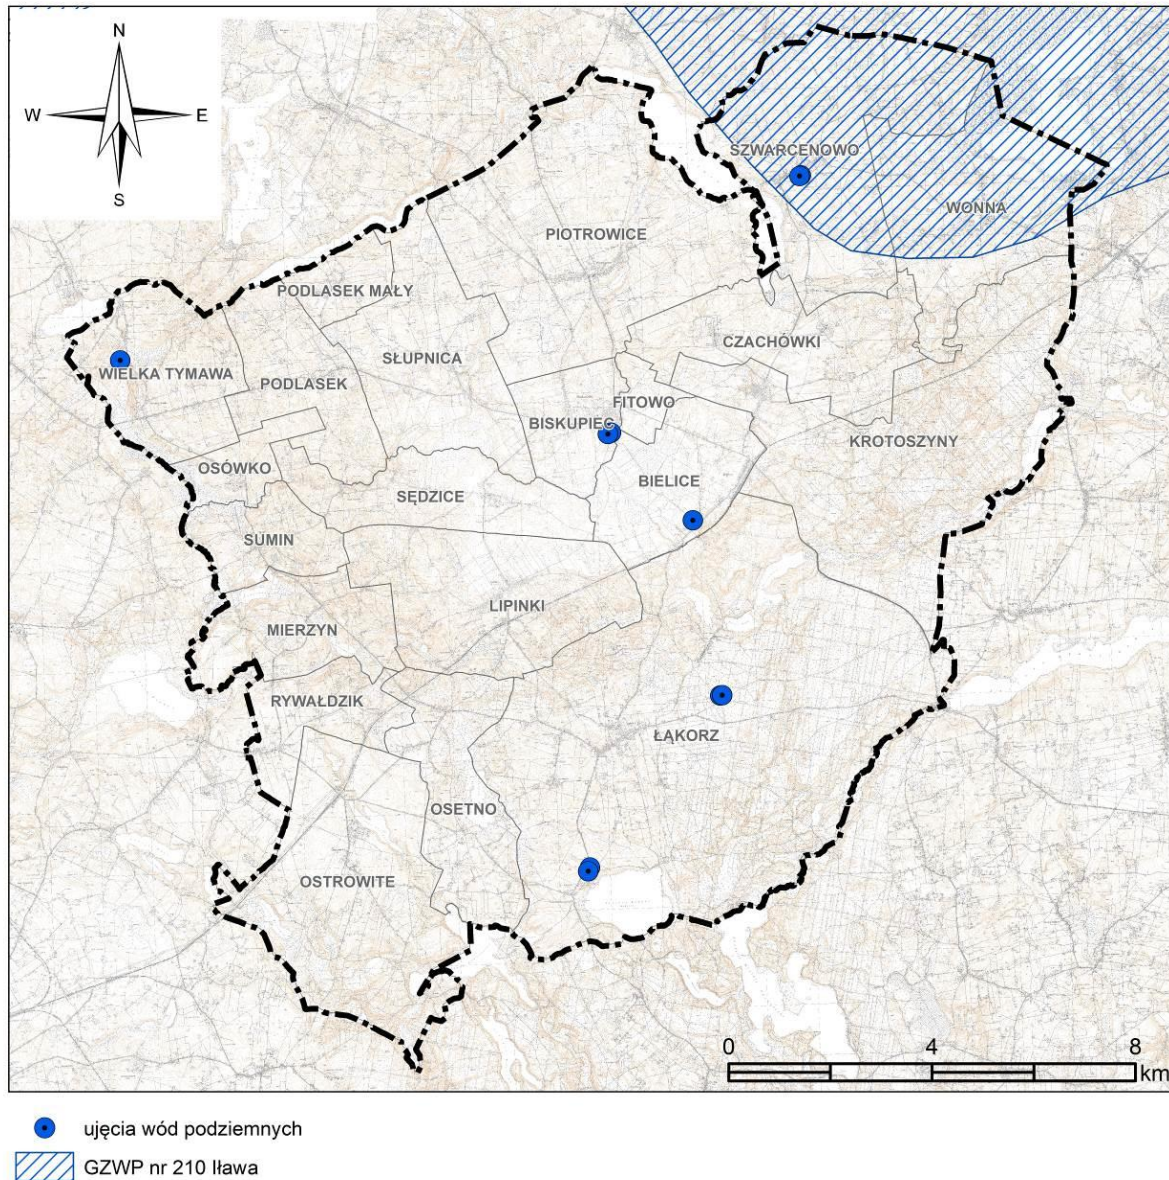 N
W E
S
SZWARCENOWO
WONNA
PIOTROWICE
PODLASEK MAŁY
CZACHÓWKI
SŁUPNICA
WIELKA TYMAWA
PODLASEK
FITOWO
BISKUPIEC
KROTOSZYNY
OSÓWKO
BIELICE
SĘDZICE
SUMIN
LIPINKI
MIERZYN
RYWAŁDZIK
ŁĄKORZ
OSETNO
OSTROWITE
0 4 8
km
ujęcia wód podziemnych
GZWP nr 210 Iława